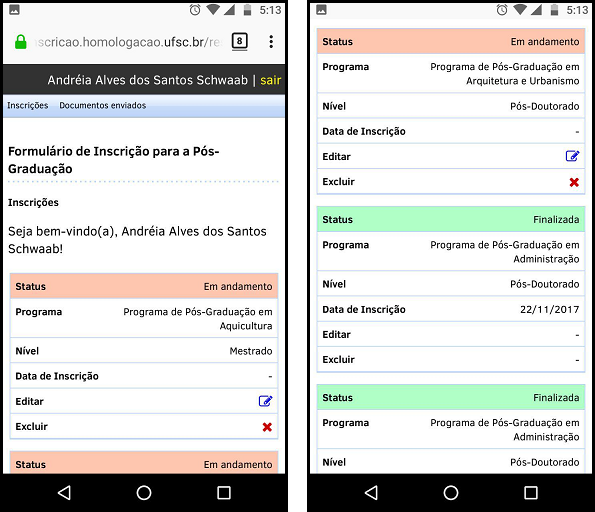 5:13
scricao.homologacao.ufsc.br/re
8
Andréia Alves dos Santos Schwaab | sair
Inscrições Documentos enviados
Formulário de Inscrição para a Pós-
Graduação
Inscrições
Seja bem-vindo(a), Andréia Alves dos Santos
Schwaab!
Status Em andamento
Programa Programa de Pós-Graduação em
Aquicultura
Nível Mestrado
Data de Inscrição -
Editar
Excluir
Status Em andamento
5:13
Status Em andamento
Programa Programa de Pós-Graduação em
Arquitetura e Urbanismo
Nível Pós-Doutorado
Data de Inscrição -
Editar
Excluir
Status Finalizada
Programa Programa de Pós-Graduação em
Administração
Nível Pós-Doutorado
Data de Inscrição 22/11/2017
Editar -
Excluir -
Status Finalizada
Programa Programa de Pós-Graduação em
Administração
Nível Pós-Doutorado